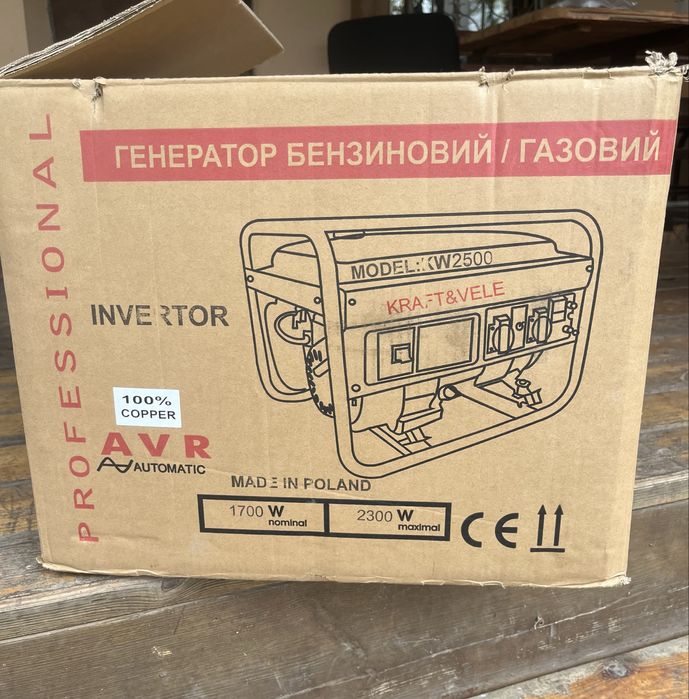 PROFESSIONAL
ГЕНЕРАТОР БЕНЗИНОВИЙ / ГАЗОВИЙ
MODEL:KW2500
KRAFT&VELE
INVERTOR
100%
COPPER
AVR
AUTOMATIC
MADE IN POLAND
1700 W nominal
2300 W maximal
CE